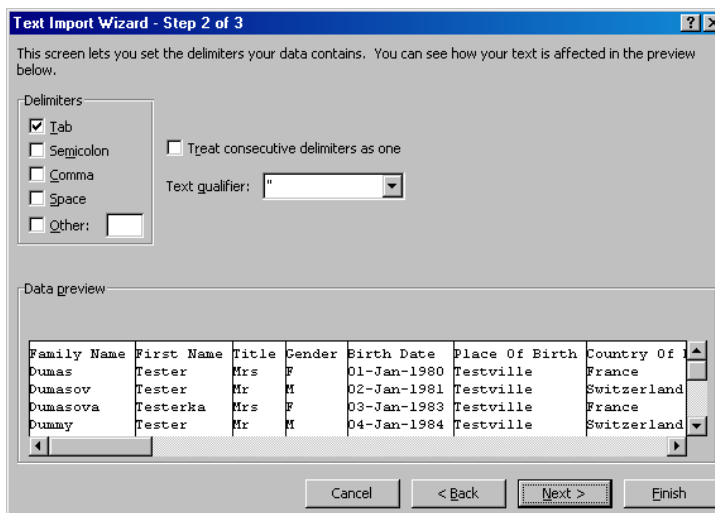 Text Import Wizard - Step 2 of 3
This screen lets you set the delimiters your data contains.  You can see how your text is affected in the preview
below.
Delimiters
Tab
Semicolon
Comma
Space
Other:
Treat consecutive delimiters as one
Text qualifier: "
Data preview
Family Name First Name Title Gender Birth Date Place Of Birth Country Of
Dumas Tester Mrs F 01-Jan-1980 Testville France
Dumasov Tester Mr M 02-Jan-1981 Testville Switzerland
Dumasova Testerka Mrs F 03-Jan-1983 Testville France
Dummy Tester Mr M 04-Jan-1984 Testville Switzerland
Cancel < Back Next > Finish